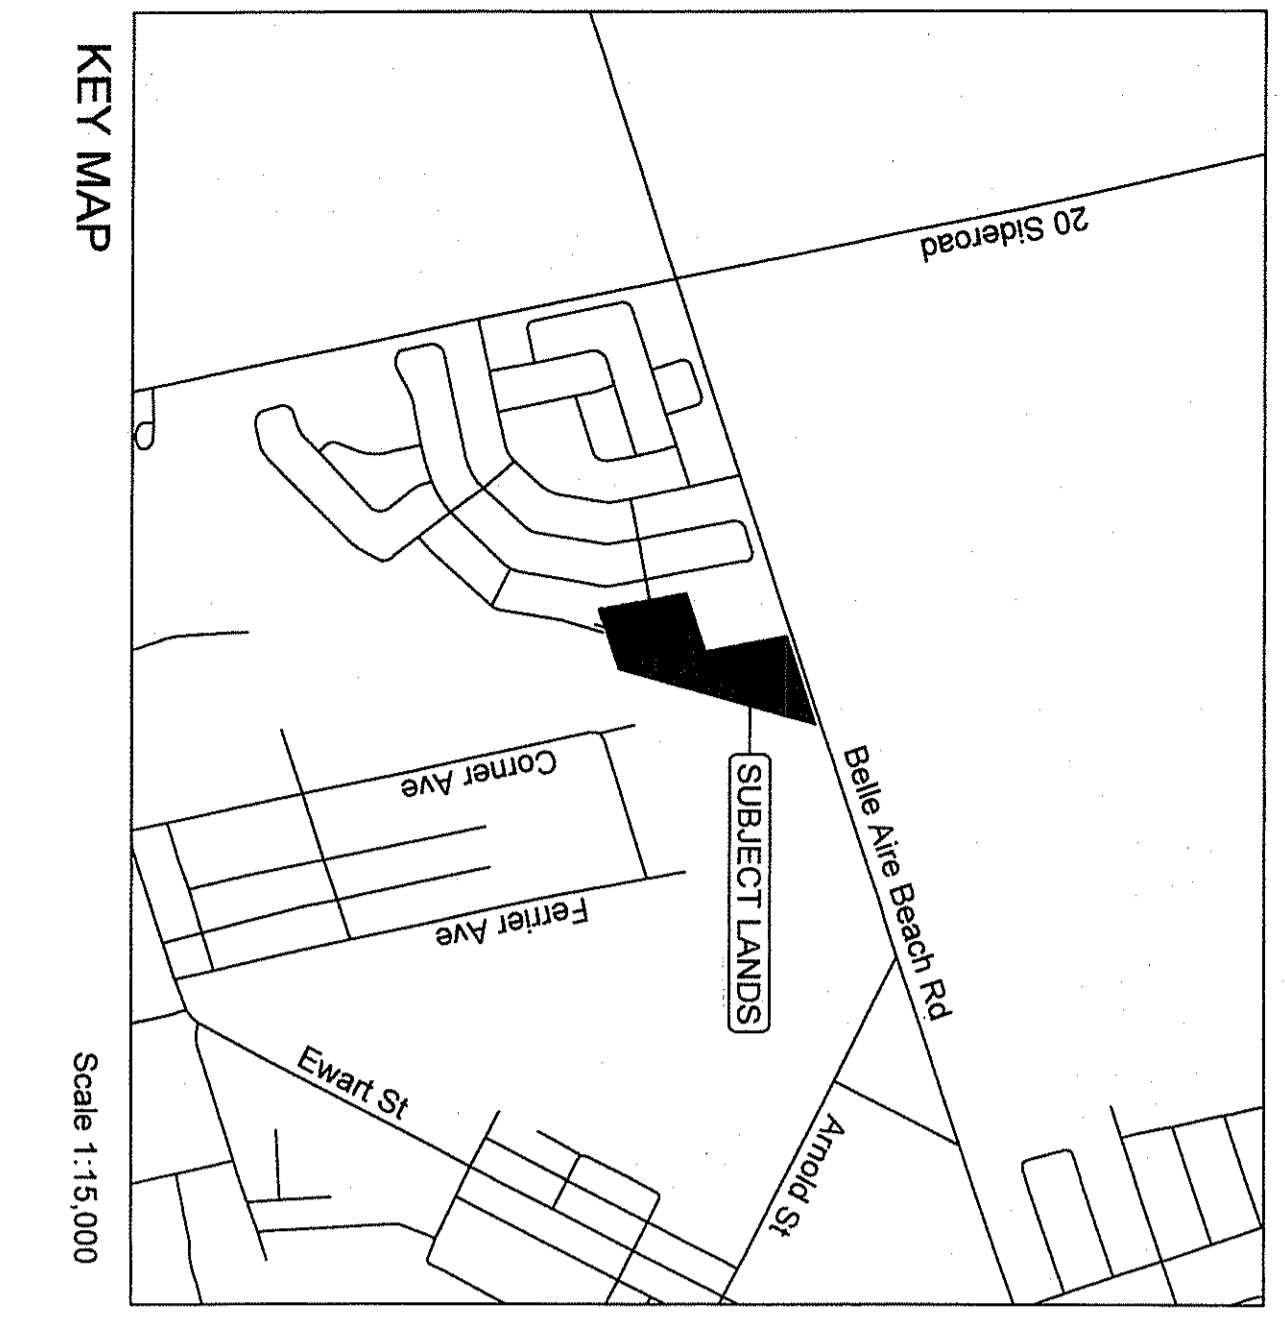 KEY MAP
Scale 1:15,000
20 Sideroad
Belle Aire Beach Rd
SUBJECT LANDS
Corner Ave
Ferrier Ave
Ewart St
Arnold St